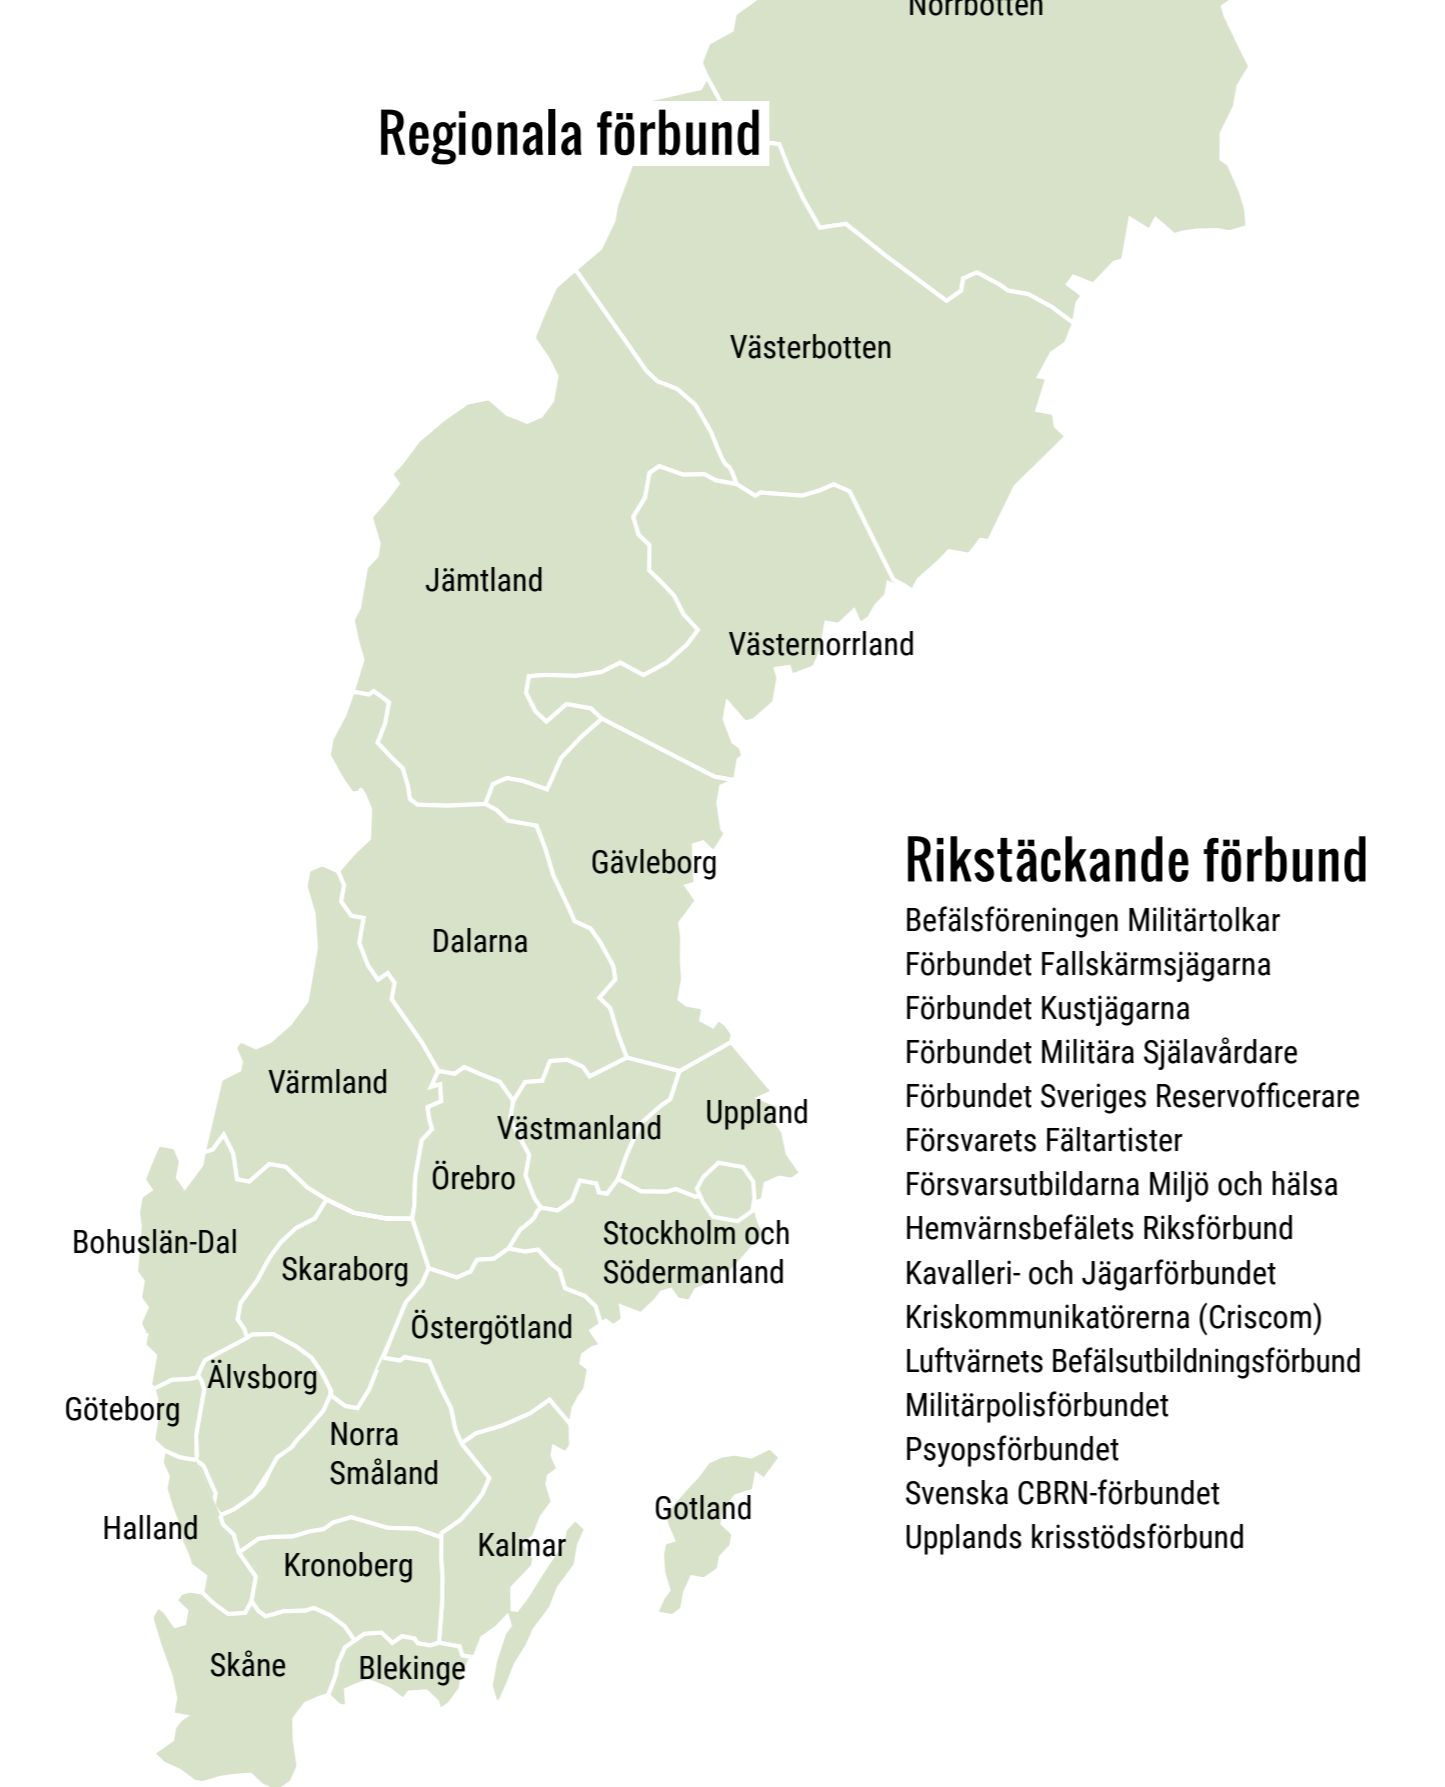 Norrbotten
Regionala förbund
Västerbotten
Jämtland
Västernorrland
Gävleborg
Dalarna
Värmland
Uppland
Västmanland
Örebro
Stockholm och
Södermanland
Bohuslän-Dal
Skaraborg
Östergötland
Älvsborg
Göteborg
Norra
Småland
Gotland
Halland
Kalmar
Kronoberg
Skåne
Blekinge
Rikstäckande förbund
Befälsföreningen Militärtolkar
Förbundet Fallskärmsjägarna
Förbundet Kustjägarna
Förbundet Militära Själavårdare
Förbundet Sveriges Reservofficerare
Försvarets Fältartister
Försvarsutbildarna Miljö och hälsa
Hemvärnsbefälets Riksförbund
Kavalleri- och Jägarförbundet
Kriskommunikatörerna (Criscom)
Luftvärnets Befälsutbildningsförbund
Militärpolisförbundet
Psyopsförbundet
Svenska CBRN-förbundet
Upplands krisstödsförbund